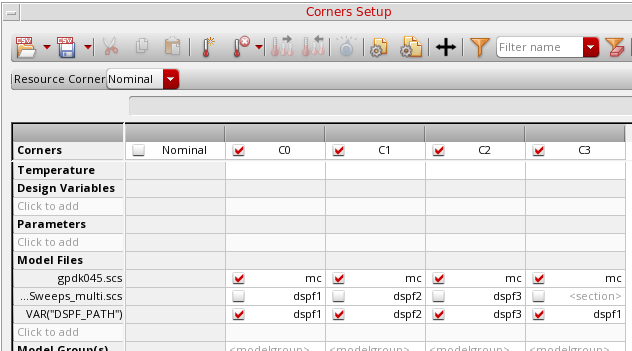 Corners Setup
Filter name
Resource Corner Nominal
Corners Nominal C0 C1 C2 C3
Temperature
Design Variables
Click to add
Parameters
Click to add
Model Files
gpdk045.scs mc mc mc mc
...Sweeps_multi.scs dspf1 dspf2 dspf3 <section>
VAR("DSPF_PATH") dspf1 dspf2 dspf3 dspf1
Click to add
Model Group(s) <modelgroup> <modelgroup> <modelgroup> <modelgroup>